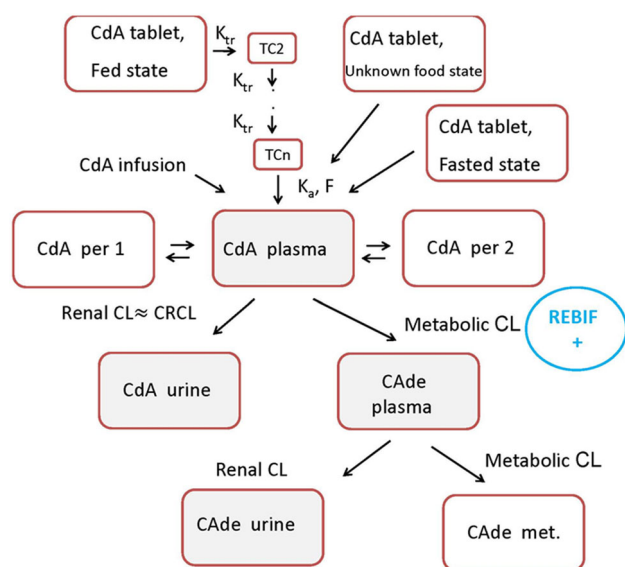 CdA tablet,
Fed state
Ktr
TC2
CdA tablet,
Unknown food state
Ktr
Ktr
TCn
CdA tablet,
Fasted state
CdA infusion
Ka, F
CdA per 1
CdA plasma
CdA per 2
Renal CL≈ CRCL
Metabolic CL
REBIF
+
CdA urine
CAde
plasma
Renal CL
Metabolic CL
CAde urine
CAde met.